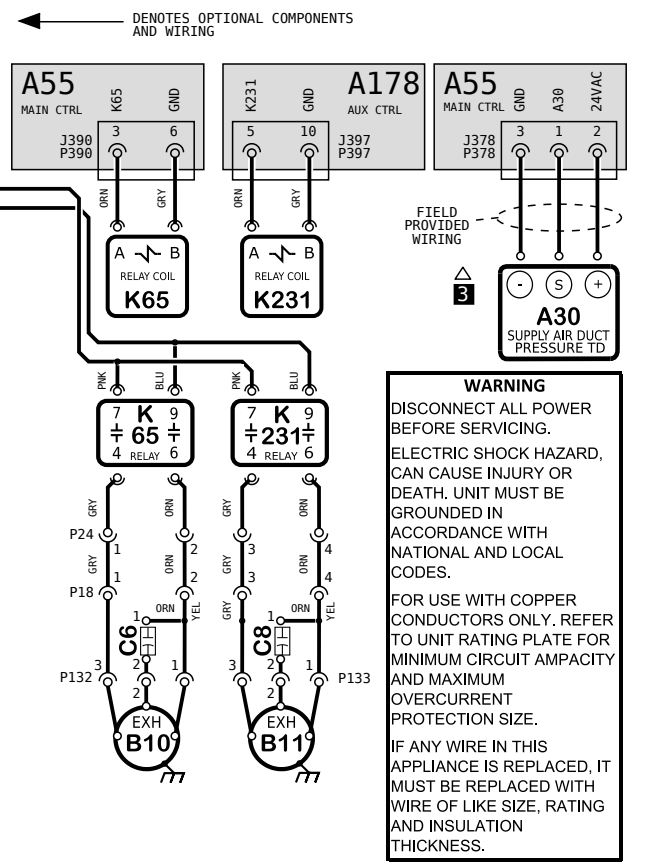 DENOTES OPTIONAL COMPONENTS
AND WIRING
A55
MAIN CTRL
K65
GND
J390
P390
3
6
A178
AUX CTRL
K231
GND
5
10
J397
P397
A55
MAIN CTRL
GND
A30
24VAC
J378
P378
3
1
2
ORN
GRY
ORN
GRY
FIELD
PROVIDED
WIRING
A
B
RELAY COIL
K65
A
B
RELAY COIL
K231
3
-
S
+
A30
SUPPLY AIR DUCT
PRESSURE TD
PNK
BLU
PNK
BLU
7 K 9
65
4 RELAY 6
7 K 9
231
4 RELAY 6
GRY
ORN
GRY
ORN
P24
1
2
3
4
GRY
ORN
GRY
ORN
P18
1
2
3
4
GRY
ORN
YEL
ORN
YEL
1
C6
2
1
C8
2
P132
3
1
3
1
P133
2
2
EXH
B10
EXH
B11
WARNING
DISCONNECT ALL POWER
BEFORE SERVICING.
ELECTRIC SHOCK HAZARD,
CAN CAUSE INJURY OR
DEATH. UNIT MUST BE
GROUNDED IN
ACCORDANCE WITH
NATIONAL AND LOCAL
CODES.
FOR USE WITH COPPER
CONDUCTORS ONLY. REFER
TO UNIT RATING PLATE FOR
MINIMUM CIRCUIT AMPACITY
AND MAXIMUM
OVERCURRENT
PROTECTION SIZE.
IF ANY WIRE IN THIS
APPLIANCE IS REPLACED, IT
MUST BE REPLACED WITH
WIRE OF LIKE SIZE, RATING
AND INSULATION
THICKNESS.